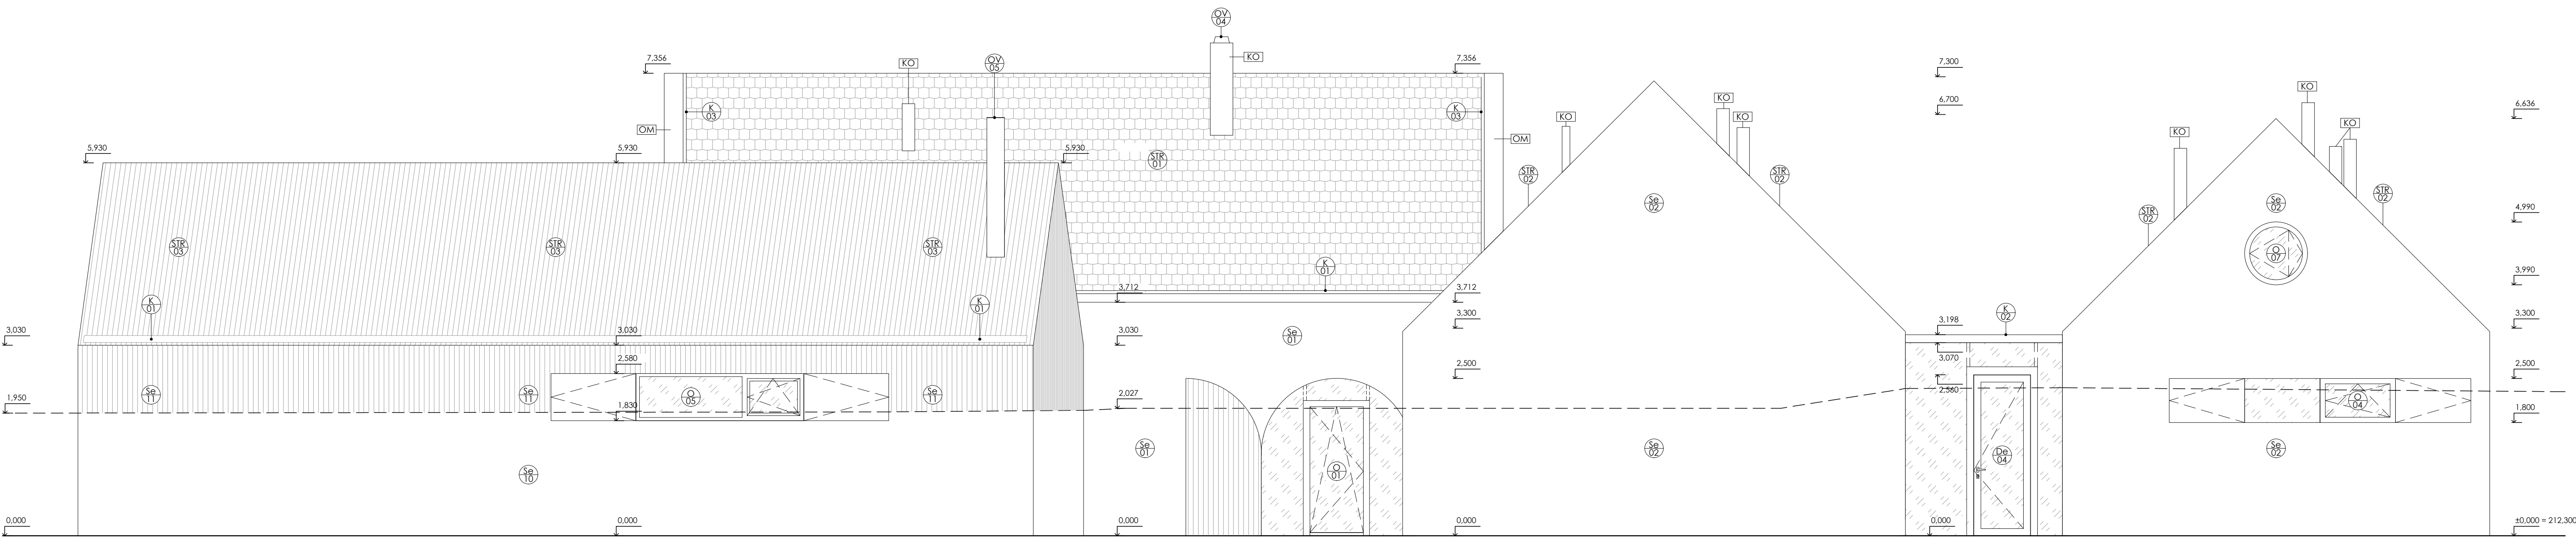 OV
04
7,356
KO
OV
05
KO
7,356
7,300
6,700
KO
6,636
K
03
K
03
KO
KO
KO
OM
OM
KO
KO
5,930
5,930
5,930
STR
01
STR
02
STR
02
STR
02
STR
02
Se
02
Se
02
4,990
STR
03
STR
03
STR
03
O
07
K
01
3,990
K
01
K
01
3,712
3,712
3,300
3,300
K
02
3,198
3,030
3,030
3,030
Se
01
2,580
3,070
2,500
2,500
2,560
Se
11
Se
11
O
05
Se
11
O
04
1,950
1,830
2,027
1,800
Se
10
Se
01
O
01
Se
02
De
04
Se
02
0,000
0,000
0,000
0,000
0,000
±0,000 = 212,300